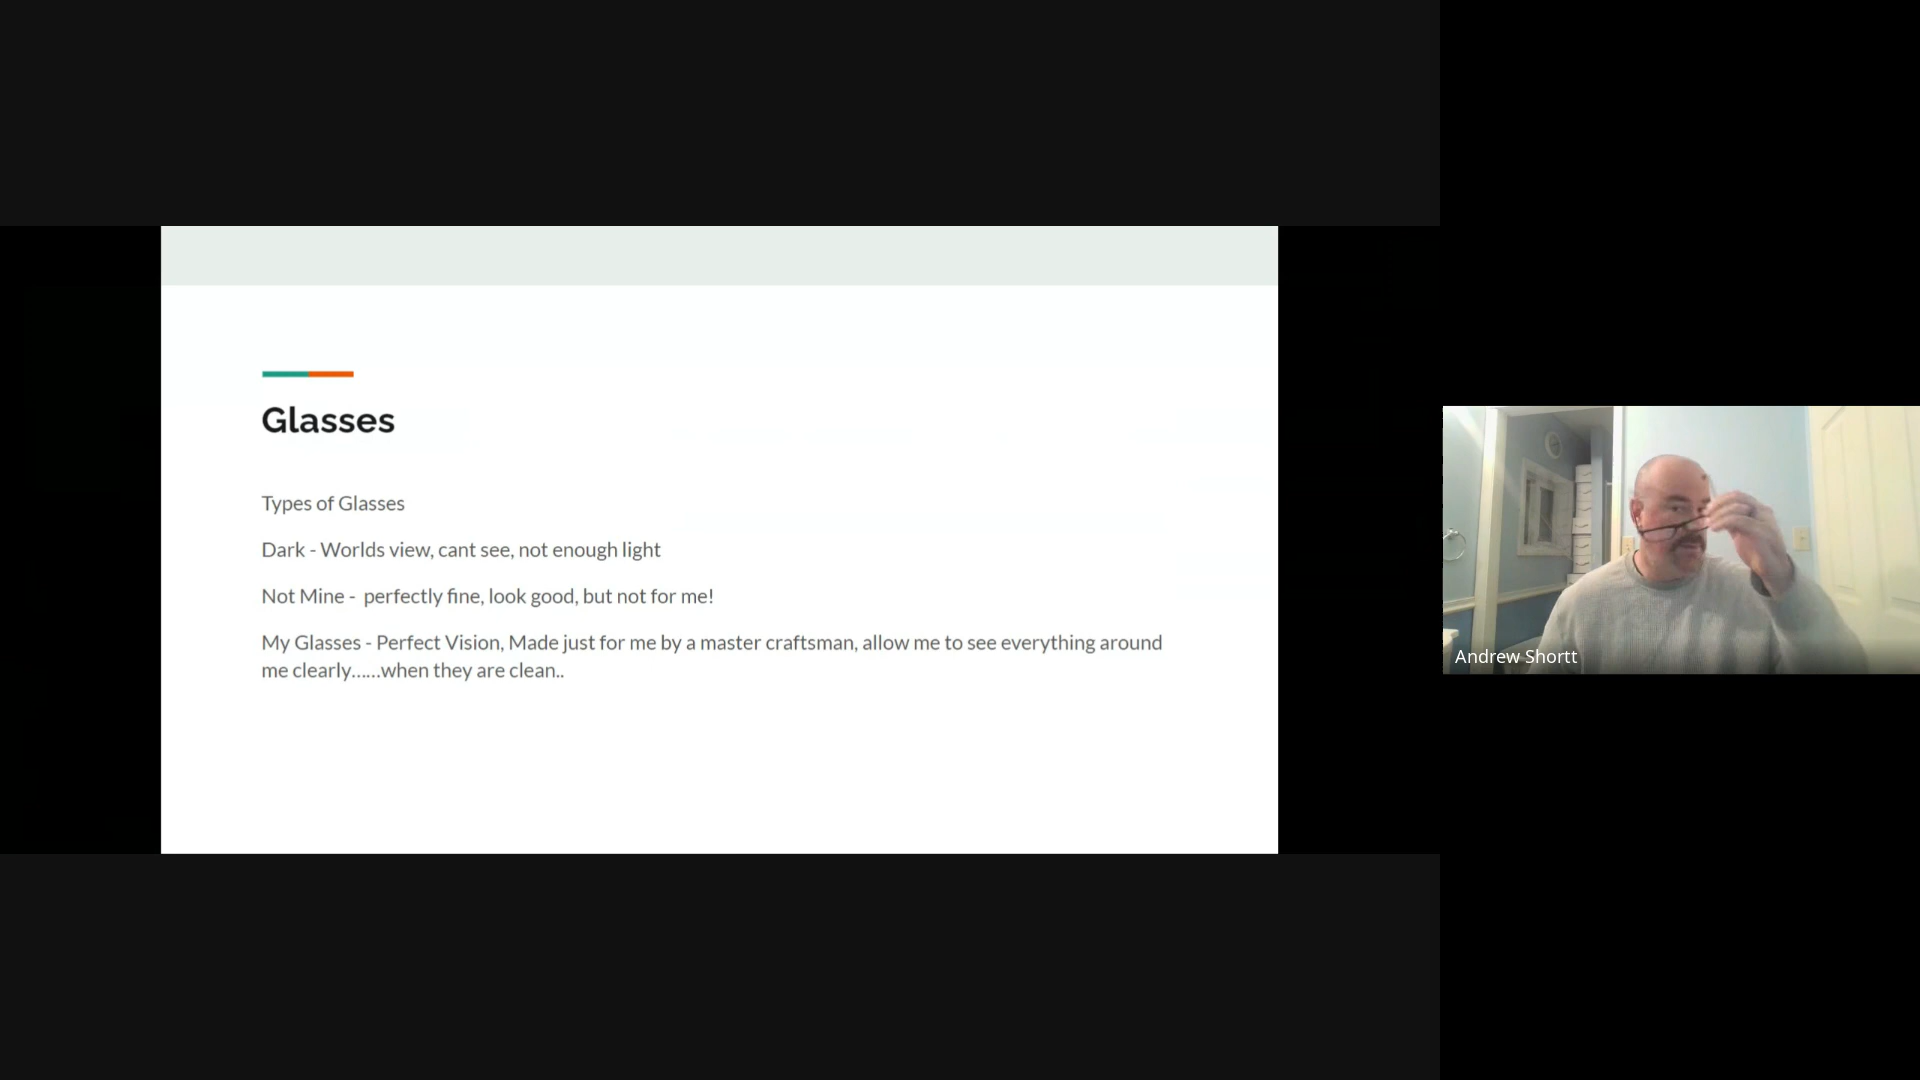 Glasses
Types of Glasses
Dark - Worlds view, cant see, not enough light
Not Mine - perfectly fine, look good, but not for me!
My Glasses - Perfect Vision, Made just for me by a master craftsman, allow me to see everything around
me clearly......when they are clean..
Andrew Shortt